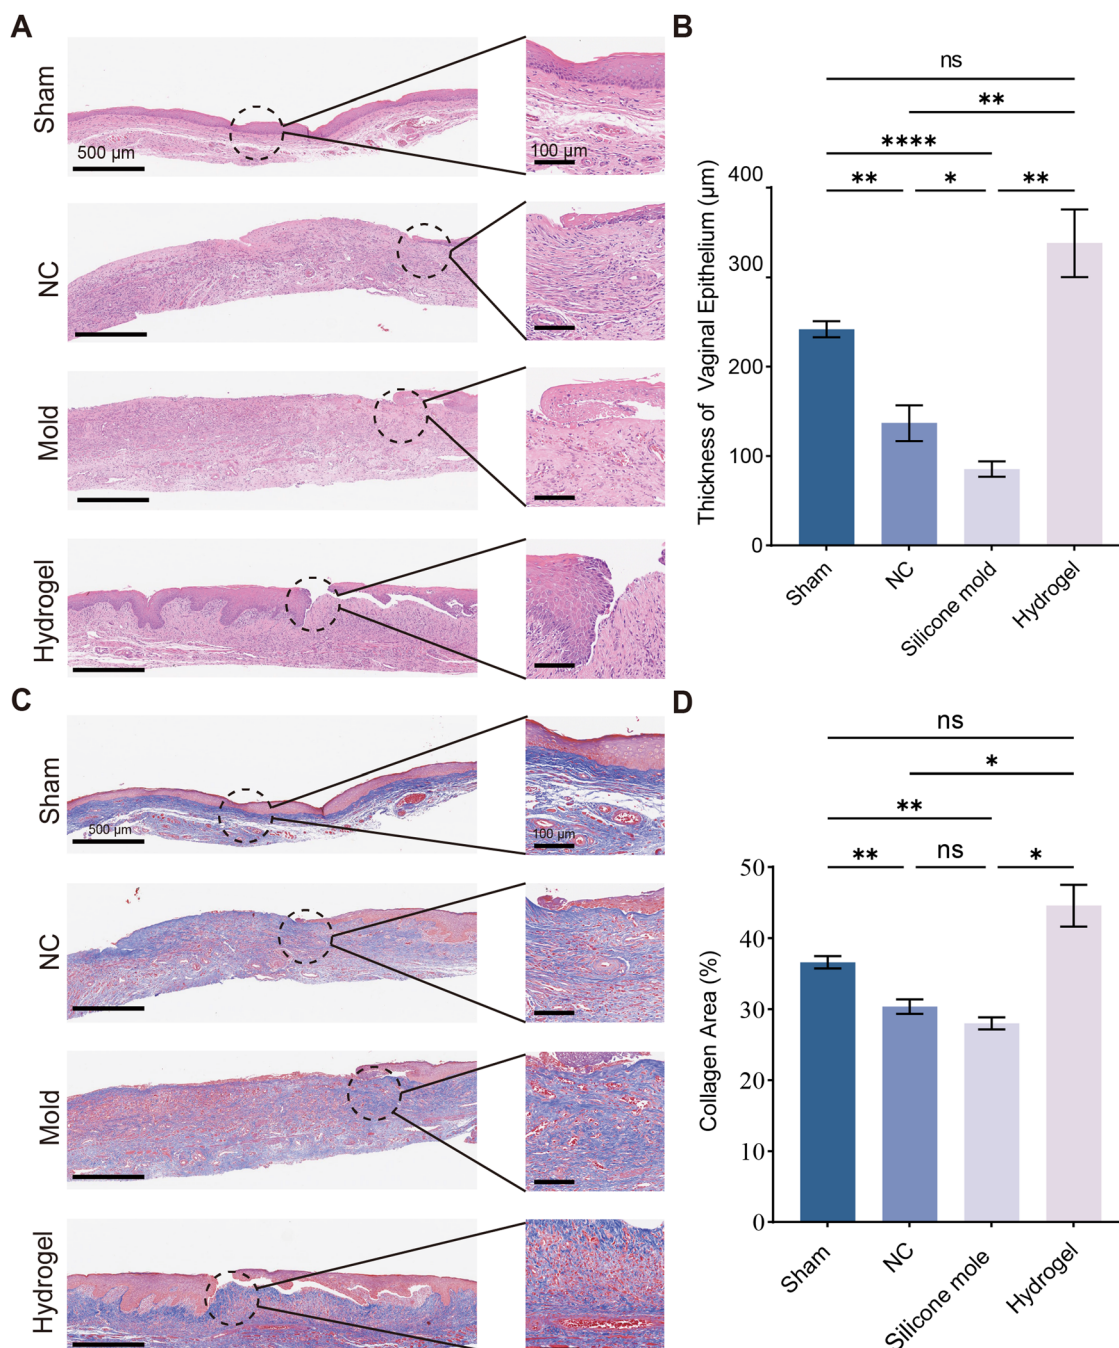 A
Sham
500 μm
100 μm
NC
Mold
Hydrogel
B
ns
**
****
** * **
Thickness of Vaginal Epithelium (μm)
400
300
200
100
0
Sham
NC
Silicone mold
Hydrogel
C
Sham
500 μm
100 μm
NC
Mold
Hydrogel
D
ns
*
**
** ns *
Collagen Area (%)
50
40
30
20
10
0
Sham
NC
Silicone mole
Hydrogel